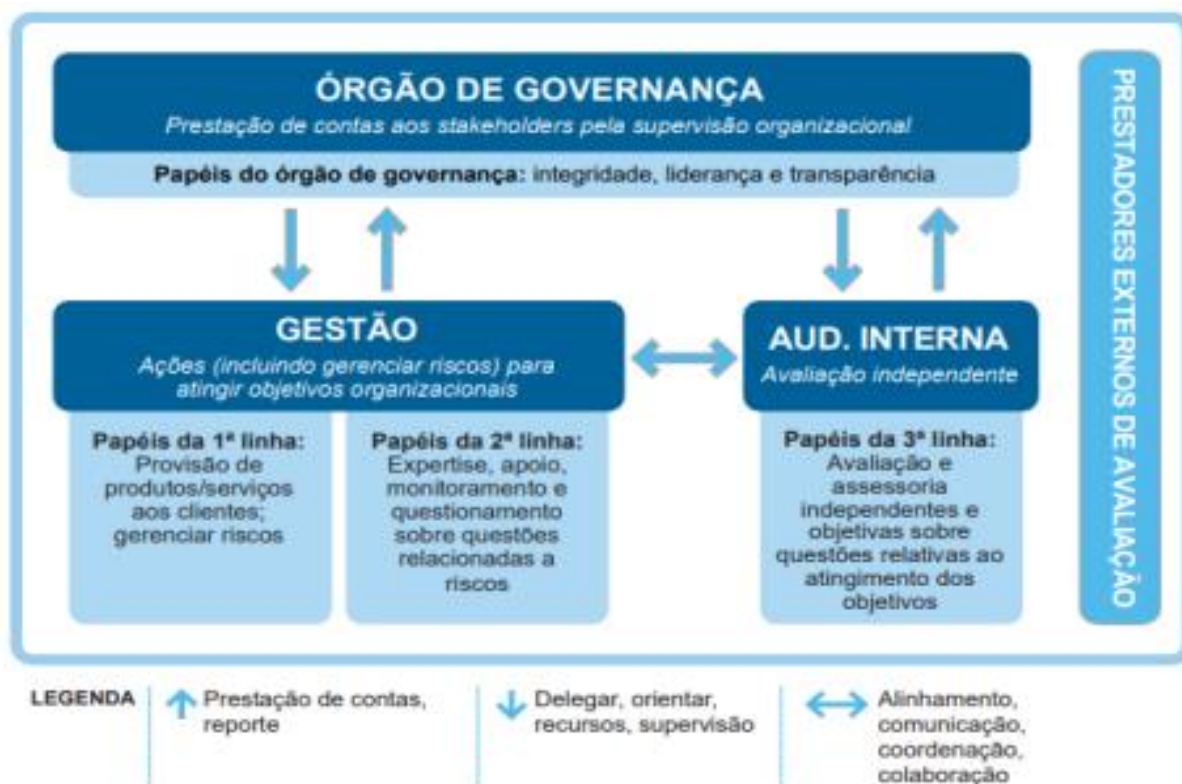 ÓRGÃO DE GOVERNANÇA
Prestação de contas aos stakeholders pela supervisão organizacional
Papéis do órgão de governança: integridade, liderança e transparência
GESTÃO
Ações (incluindo gerenciar riscos) para
atingir objetivos organizacionais
Papéis da 1ª linha:
Provisão de
produtos/serviços
aos clientes;
gerenciar riscos
Papéis da 2ª linha:
Expertise, apoio,
monitoramento e
questionamento
sobre questões
relacionadas a
riscos
AUD. INTERNA
Avaliação independente
Papéis da 3ª linha:
Avaliação e
assessoria
independentes e
objetivas sobre
questões relativas ao
atingimento dos
objetivos
PRESTADORES EXTERNOS DE AVALIAÇÃO
LEGENDA
Prestação de contas,
reporte
Delegar, orientar,
recursos, supervisão
Alinhamento,
comunicação,
coordenação,
colaboração